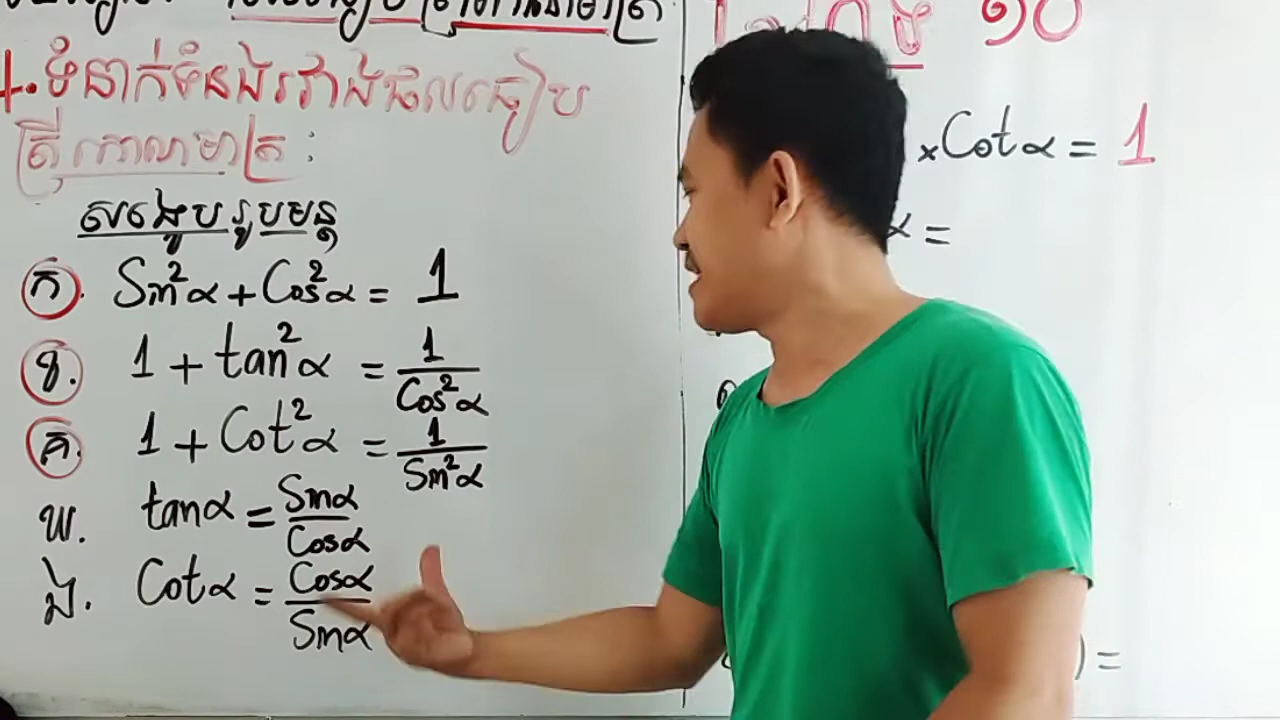 +. ទំនាក់ទំនងរវាងផលធៀប
ត្រីកោណមាត្រ :
សង្ខេបរូបមន្ត
ក. Sin²α + Cos²α = 1
ខ. 1 + tan²α = 1/Cos²α
គ. 1 + Cot²α = 1/Sin²α
ឃ. tanα = Sinα/Cosα
ង. Cotα = Cosα/Sinα
១០
×Cotα = 1
α =
) =